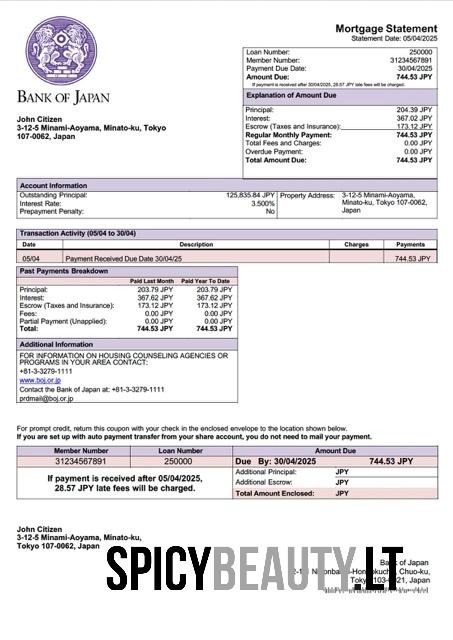 Mortgage Statement
Statement Date: 05/04/2025
BANK OF JAPAN
Loan Number: 250000
Member Number: 31234567891
Payment Due Date: 30/04/2025
Amount Due: 744.53 JPY
If payment is received after 30/04/2025, 28.57 JPY late fees will be charged.
Explanation of Amount Due
Principal: 204.39 JPY
Interest: 367.02 JPY
Escrow (Taxes and Insurance): 173.12 JPY
Regular Monthly Payment: 744.53 JPY
Total Fees and Charges: 0.00 JPY
Overdue Payment: 0.00 JPY
Total Amount Due: 744.53 JPY
John Citizen
3-12-5 Minami-Aoyama, Minato-ku, Tokyo
107-0062, Japan
Account Information
Outstanding Principal: 125,835.84 JPY
Interest Rate: 3.500%
Prepayment Penalty: No
Property Address: 3-12-5 Minami-Aoyama,
Minato-ku, Tokyo 107-0062,
Japan
Transaction Activity (05/04 to 30/04)
Date Description Charges Payments
05/04 Payment Received Due Date 30/04/25 744.53 JPY
Past Payments Breakdown
Paid Last Month Paid Year To Date
Principal: 203.79 JPY 203.79 JPY
Interest: 367.62 JPY 367.62 JPY
Escrow (Taxes and Insurance): 173.12 JPY 173.12 JPY
Fees: 0.00 JPY 0.00 JPY
Partial Payment (Unapplied): 0.00 JPY 0.00 JPY
Total: 744.53 JPY 744.53 JPY
Additional Information
FOR INFORMATION ON HOUSING COUNSELING AGENCIES OR
PROGRAMS IN YOUR AREA CONTACT:
+81-3-3279-1111
www.boj.or.jp
Contact the Bank of Japan at: +81-3-3279-1111
prdmail@boj.or.jp
For prompt credit, return this coupon with your check in the enclosed envelope to the location shown below.
If you are set up with auto payment transfer from your share account, you do not need to mail your payment.
Member Number Loan Number Amount Due
31234567891 250000 Due By: 30/04/2025 744.53 JPY
If payment is received after 05/04/2025,
28.57 JPY late fees will be charged.
Additional Principal: JPY
Additional Escrow: JPY
Total Amount Enclosed: JPY
John Citizen
3-12-5 Minami-Aoyama, Minato-ku,
Tokyo 107-0062, Japan
of Japan
Chuo-ku,
Japan
SPICYBEAUTY.LT